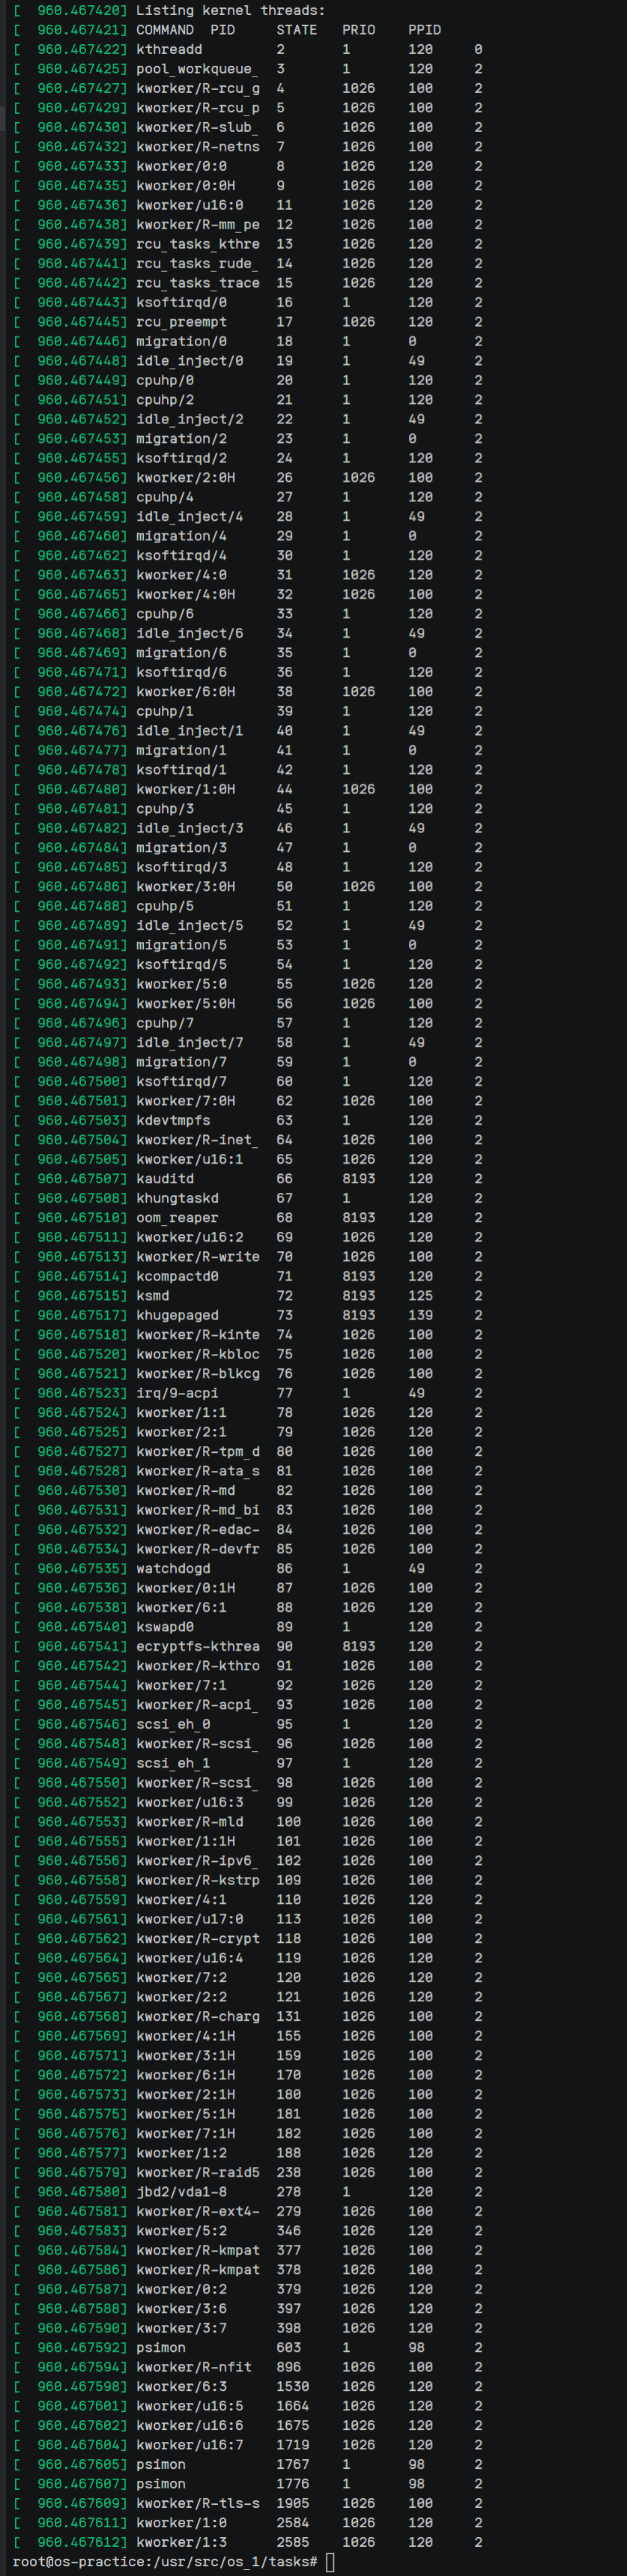 [  960.467420] Listing kernel threads:
[  960.467421] COMMAND  PID     STATE   PRIO    PPID
[  960.467422] kthreadd         2       1       120     0
[  960.467425] pool_workqueue_  3       1       120     2
[  960.467427] kworker/R-rcu_g  4       1026    100     2
[  960.467429] kworker/R-rcu_p  5       1026    100     2
[  960.467430] kworker/R-slub_  6       1026    100     2
[  960.467432] kworker/R-netns  7       1026    100     2
[  960.467433] kworker/0:0      8       1026    120     2
[  960.467435] kworker/0:0H     9       1026    100     2
[  960.467436] kworker/u16:0    11      1026    120     2
[  960.467438] kworker/R-mm_pe  12      1026    100     2
[  960.467439] rcu_tasks_kthre  13      1026    120     2
[  960.467441] rcu_tasks_rude_  14      1026    120     2
[  960.467442] rcu_tasks_trace  15      1026    120     2
[  960.467443] ksoftirqd/0      16      1       120     2
[  960.467445] rcu_preempt      17      1026    120     2
[  960.467446] migration/0      18      1       0       2
[  960.467448] idle_inject/0    19      1       49      2
[  960.467449] cpuhp/0          20      1       120     2
[  960.467451] cpuhp/2          21      1       120     2
[  960.467452] idle_inject/2    22      1       49      2
[  960.467453] migration/2      23      1       0       2
[  960.467455] ksoftirqd/2      24      1       120     2
[  960.467456] kworker/2:0H     26      1026    100     2
[  960.467458] cpuhp/4          27      1       120     2
[  960.467459] idle_inject/4    28      1       49      2
[  960.467460] migration/4      29      1       0       2
[  960.467462] ksoftirqd/4      30      1       120     2
[  960.467463] kworker/4:0      31      1026    120     2
[  960.467465] kworker/4:0H     32      1026    100     2
[  960.467466] cpuhp/6          33      1       120     2
[  960.467468] idle_inject/6    34      1       49      2
[  960.467469] migration/6      35      1       0       2
[  960.467471] ksoftirqd/6      36      1       120     2
[  960.467472] kworker/6:0H     38      1026    100     2
[  960.467474] cpuhp/1          39      1       120     2
[  960.467476] idle_inject/1    40      1       49      2
[  960.467477] migration/1      41      1       0       2
[  960.467478] ksoftirqd/1      42      1       120     2
[  960.467480] kworker/1:0H     44      1026    100     2
[  960.467481] cpuhp/3          45      1       120     2
[  960.467482] idle_inject/3    46      1       49      2
[  960.467484] migration/3      47      1       0       2
[  960.467485] ksoftirqd/3      48      1       120     2
[  960.467486] kworker/3:0H     50      1026    100     2
[  960.467488] cpuhp/5          51      1       120     2
[  960.467489] idle_inject/5    52      1       49      2
[  960.467491] migration/5      53      1       0       2
[  960.467492] ksoftirqd/5      54      1       120     2
[  960.467493] kworker/5:0      55      1026    120     2
[  960.467494] kworker/5:0H     56      1026    100     2
[  960.467496] cpuhp/7          57      1       120     2
[  960.467497] idle_inject/7    58      1       49      2
[  960.467498] migration/7      59      1       0       2
[  960.467500] ksoftirqd/7      60      1       120     2
[  960.467501] kworker/7:0H     62      1026    100     2
[  960.467503] kdevtmpfs        63      1       120     2
[  960.467504] kworker/R-inet_  64      1026    100     2
[  960.467505] kworker/u16:1    65      1026    120     2
[  960.467507] kauditd          66      8193    120     2
[  960.467508] khungtaskd       67      1       120     2
[  960.467510] oom_reaper       68      8193    120     2
[  960.467511] kworker/u16:2    69      1026    120     2
[  960.467513] kworker/R-write  70      1026    100     2
[  960.467514] kcompactd0       71      8193    120     2
[  960.467515] ksmd             72      8193    125     2
[  960.467517] khugepaged       73      8193    139     2
[  960.467518] kworker/R-kinte  74      1026    100     2
[  960.467520] kworker/R-kbloc  75      1026    100     2
[  960.467521] kworker/R-blkcg  76      1026    100     2
[  960.467523] irq/9-acpi       77      1       49      2
[  960.467524] kworker/1:1      78      1026    120     2
[  960.467525] kworker/2:1      79      1026    120     2
[  960.467527] kworker/R-tpm_d  80      1026    100     2
[  960.467528] kworker/R-ata_s  81      1026    100     2
[  960.467530] kworker/R-md     82      1026    100     2
[  960.467531] kworker/R-md_bi  83      1026    100     2
[  960.467532] kworker/R-edac-  84      1026    100     2
[  960.467534] kworker/R-devfr  85      1026    100     2
[  960.467535] watchdogd        86      1       49      2
[  960.467536] kworker/0:1H     87      1026    100     2
[  960.467538] kworker/6:1      88      1026    120     2
[  960.467540] kswapd0          89      1       120     2
[  960.467541] ecryptfs-kthrea  90      8193    120     2
[  960.467542] kworker/R-kthro  91      1026    100     2
[  960.467544] kworker/7:1      92      1026    120     2
[  960.467545] kworker/R-acpi_  93      1026    100     2
[  960.467546] scsi_eh_0        95      1       120     2
[  960.467548] kworker/R-scsi_  96      1026    100     2
[  960.467549] scsi_eh_1        97      1       120     2
[  960.467550] kworker/R-scsi_  98      1026    100     2
[  960.467552] kworker/u16:3    99      1026    120     2
[  960.467553] kworker/R-mld    100     1026    100     2
[  960.467555] kworker/1:1H     101     1026    100     2
[  960.467556] kworker/R-ipv6_  102     1026    100     2
[  960.467558] kworker/R-kstrp  109     1026    100     2
[  960.467559] kworker/4:1      110     1026    120     2
[  960.467561] kworker/u17:0    113     1026    100     2
[  960.467562] kworker/R-crypt  118     1026    100     2
[  960.467564] kworker/u16:4    119     1026    120     2
[  960.467565] kworker/7:2      120     1026    120     2
[  960.467567] kworker/2:2      121     1026    120     2
[  960.467568] kworker/R-charg  131     1026    100     2
[  960.467569] kworker/4:1H     155     1026    100     2
[  960.467571] kworker/3:1H     159     1026    100     2
[  960.467572] kworker/6:1H     170     1026    100     2
[  960.467573] kworker/2:1H     180     1026    100     2
[  960.467575] kworker/5:1H     181     1026    100     2
[  960.467576] kworker/7:1H     182     1026    100     2
[  960.467577] kworker/1:2      188     1026    120     2
[  960.467579] kworker/R-raid5  238     1026    100     2
[  960.467580] jbd2/vda1-8      278     1       120     2
[  960.467581] kworker/R-ext4-  279     1026    100     2
[  960.467583] kworker/5:2      346     1026    120     2
[  960.467584] kworker/R-kmpat  377     1026    100     2
[  960.467586] kworker/R-kmpat  378     1026    100     2
[  960.467587] kworker/0:2      379     1026    120     2
[  960.467588] kworker/3:6      397     1026    120     2
[  960.467590] kworker/3:7      398     1026    120     2
[  960.467592] psimon           603     1       98      2
[  960.467594] kworker/R-nfit   896     1026    100     2
[  960.467598] kworker/6:3      1530    1026    120     2
[  960.467601] kworker/u16:5    1664    1026    120     2
[  960.467602] kworker/u16:6    1675    1026    120     2
[  960.467604] kworker/u16:7    1719    1026    120     2
[  960.467605] psimon           1767    1       98      2
[  960.467607] psimon           1776    1       98      2
[  960.467609] kworker/R-tls-s  1905    1026    100     2
[  960.467611] kworker/1:0      2584    1026    120     2
[  960.467612] kworker/1:3      2585    1026    120     2
root@os-practice:/usr/src/os_1/tasks#